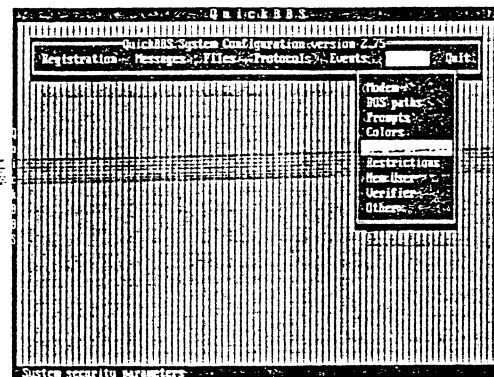 QuickBBS
QuickBBS System Configuration version 2.75
Registration Messages Files Protocols Events Quit
Modem
BBS paths
Prompts
Colors
Restrictions
New User
Verifier
Others
System security parameters